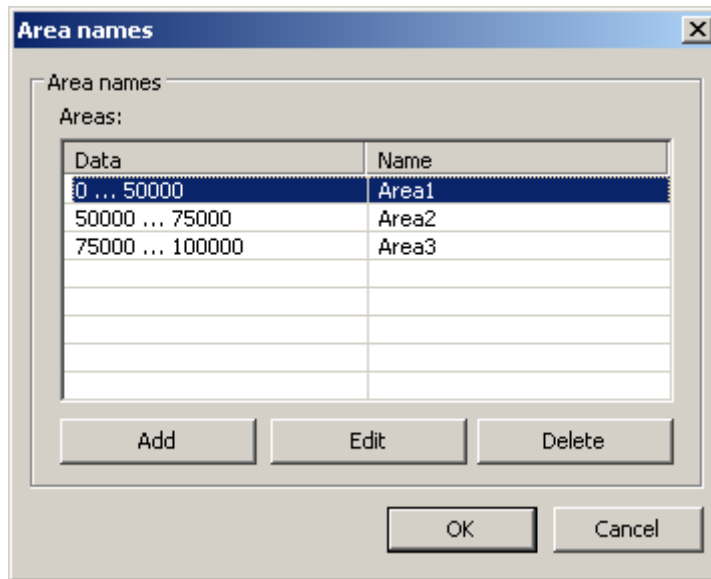 Area names
Area names
Areas:
Data Name
0 ... 50000 Area1
50000 ... 75000 Area2
75000 ... 100000 Area3
Add Edit Delete
OK Cancel